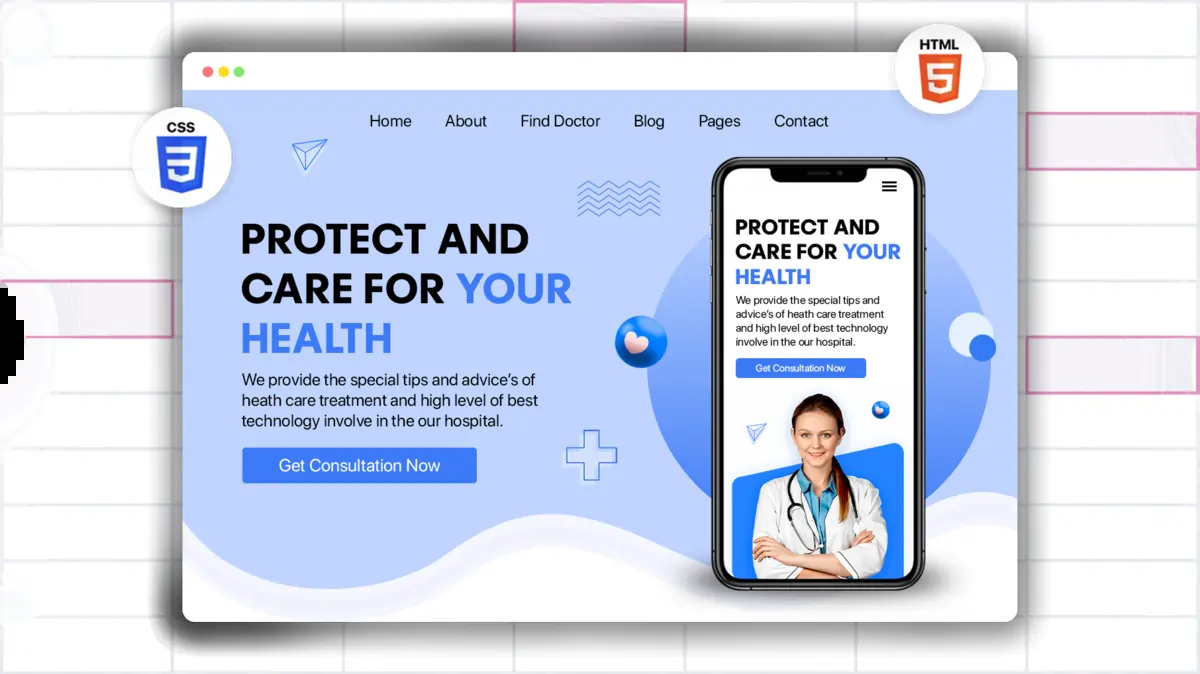 HTML
5
CSS
3
Home About Find Doctor Blog Pages Contact
PROTECT AND
CARE FOR YOUR
HEALTH
We provide the special tips and advice’s of
heath care treatment and high level of best
technology involve in the our hospital.
Get Consultation Now
PROTECT AND
CARE FOR YOUR
HEALTH
We provide the special tips and
advice’s of heath care treatment
and high level of best technology
involve in the our hospital.
Get Consultation Now